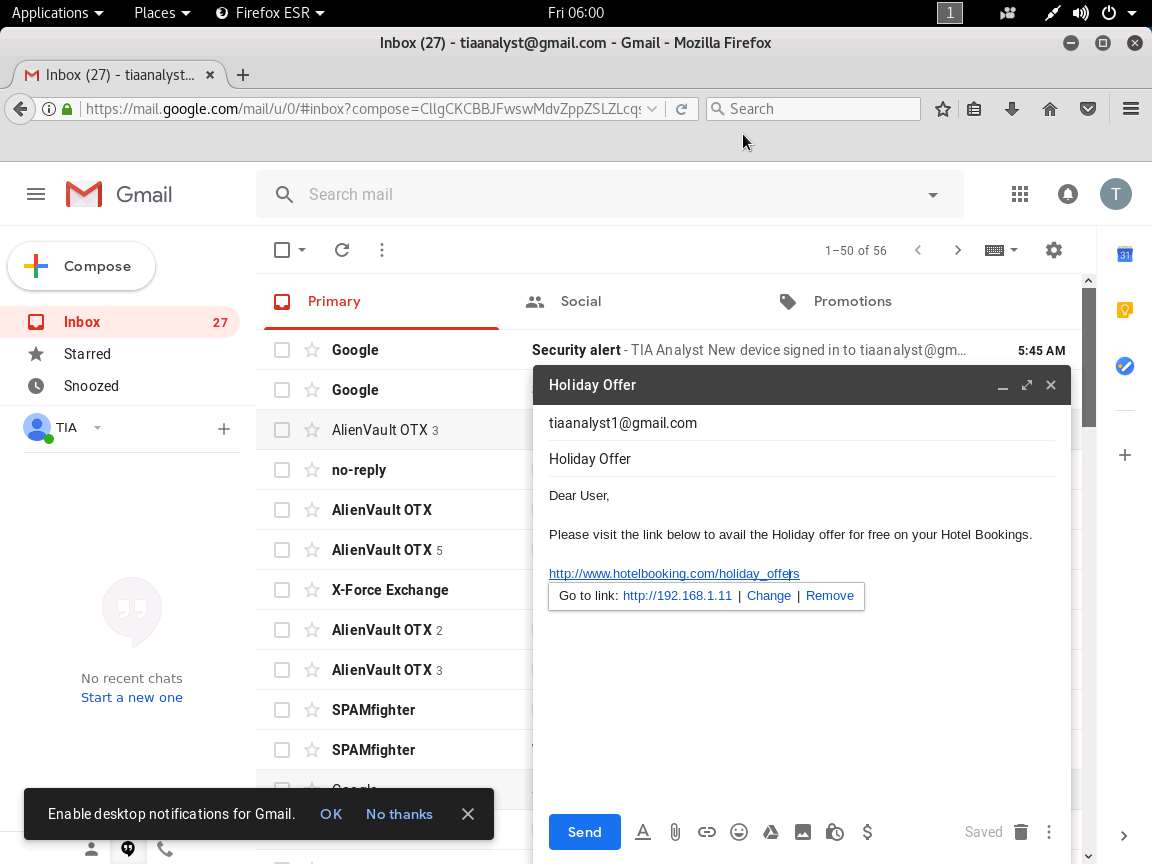 Applications Places Firefox ESR Fri 06:00 1
Inbox (27) - tiaanalyst@gmail.com - Gmail - Mozilla Firefox
Inbox (27) - tiaanalyst...
https://mail.google.com/mail/u/0/#inbox?compose=CllgCKCBBJFwswMdvZppZSLZLcqs Search
Gmail Search mail T
Compose 1–50 of 56 31
Primary Social Promotions
Inbox 27
Starred
Snoozed
TIA
Google Security alert - TIA Analyst New device signed in to tiaanalyst@gm... 5:45 AM
Google
AlienVault OTX 3
no-reply
AlienVault OTX
AlienVault OTX 5
X-Force Exchange
AlienVault OTX 2
AlienVault OTX 3
SPAMfighter
SPAMfighter
Google
Holiday Offer
tiaanalyst1@gmail.com
Holiday Offer
Dear User,
Please visit the link below to avail the Holiday offer for free on your Hotel Bookings.
http://www.hotelbooking.com/holiday_offers
Go to link: http://192.168.1.11 | Change | Remove
Send Saved
No recent chats
Start a new one
Enable desktop notifications for Gmail. OK No thanks